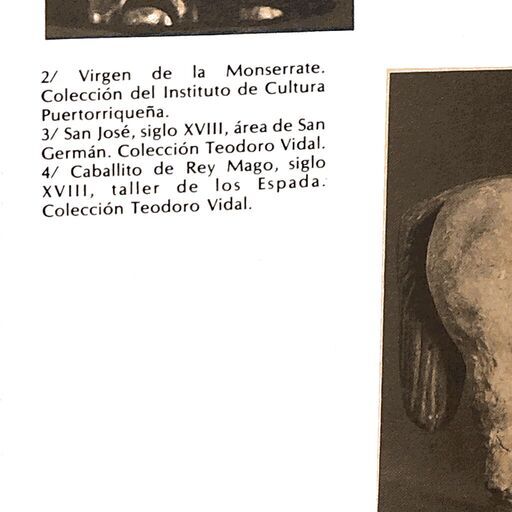 2/ Virgen de la Monserrate.
Colección del Instituto de Cultura
Puertorriqueña.
3/ San José, siglo XVIII, área de San
Germán. Colección Teodoro Vidal.
4/ Caballito de Rey Mago, siglo
XVIII, taller de los Espada.
Colección Teodoro Vidal.